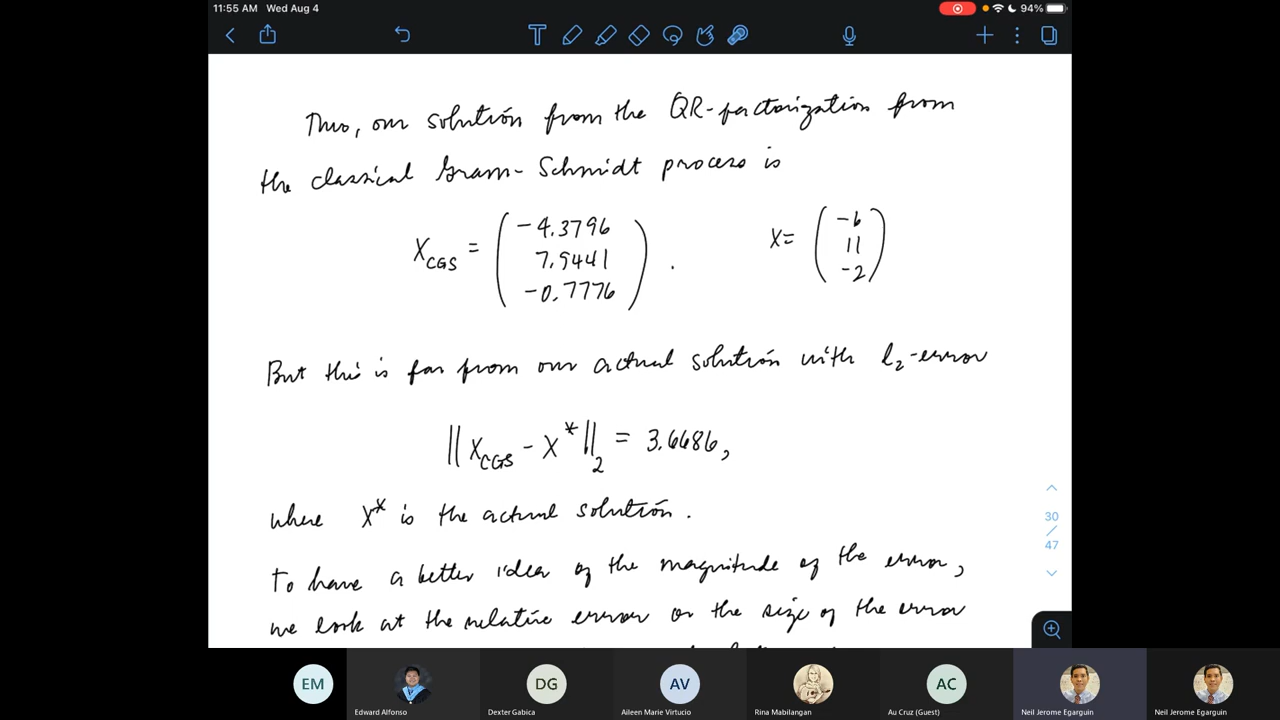 11:55 AM Wed Aug 4
94%
Thus, our solution from the QR-factorization from
the classical Gram-Schmidt process is
X_CGS = ( -4.3796 7.9441 -0.7776 ) . X = ( -6 11 -2 )
But this is far from our actual solution with l₂-error
||X_CGS - X*||₂ = 3.6686,
where X* is the actual solution.
To have a better idea of the magnitude of the error,
we look at the relative error or the size of the error
30
/
47
EM
DG
AV
AC
Edward Alfonso
Dexter Gabica
Aileen Marie Virtucio
Rina Mabilangan
Au Cruz (Guest)
Neil Jerome Egarguin
Neil Jerome Egarguin